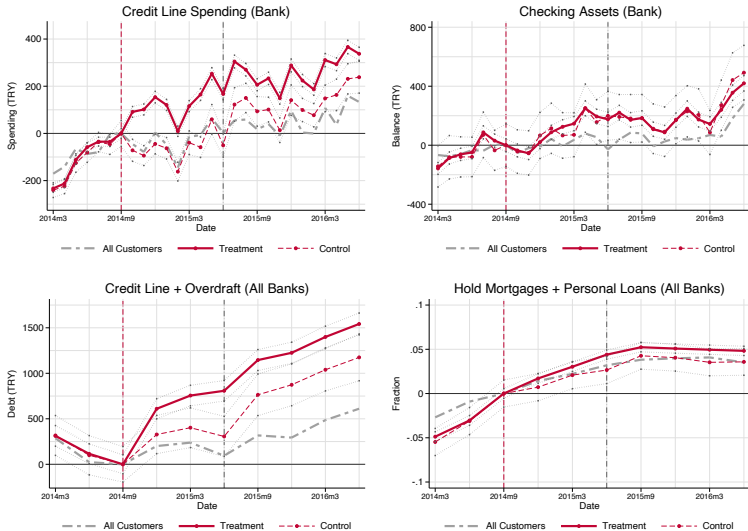 Credit Line Spending (Bank)
Spending (TRY)
400
200
0
-200
2014m3 2014m9 2015m3 2015m9 2016m3
Date
All Customers Treatment Control
Checking Assets (Bank)
Balance (TRY)
800
400
0
-400
2014m3 2014m9 2015m3 2015m9 2016m3
Date
All Customers Treatment Control
Credit Line + Overdraft (All Banks)
Debt (TRY)
1500
1000
500
0
2014m3 2014m9 2015m3 2015m9 2016m3
Date
All Customers Treatment Control
Hold Mortgages + Personal Loans (All Banks)
Fraction
.1
.05
0
.05
-.1
2014m3 2014m9 2015m3 2015m9 2016m3
Date
All Customers Treatment Control